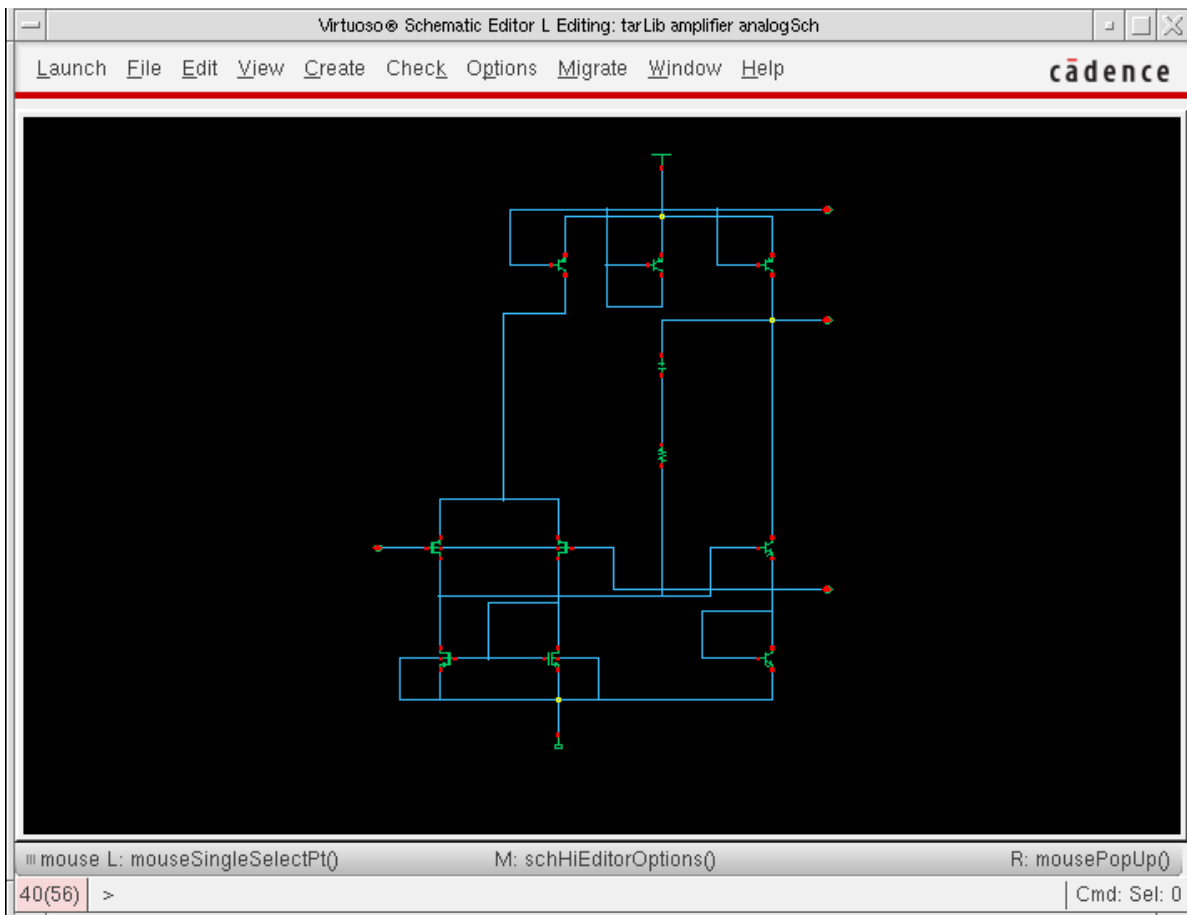 Virtuoso® Schematic Editor L Editing: tarLib amplifier analogSch
Launch File Edit View Create Check Options Migrate Window Help cādence
mouse L: mouseSingleSelectPt() M: schHiEditorOptions() R: mousePopUp()
40(56) > Cmd: Sel: 0